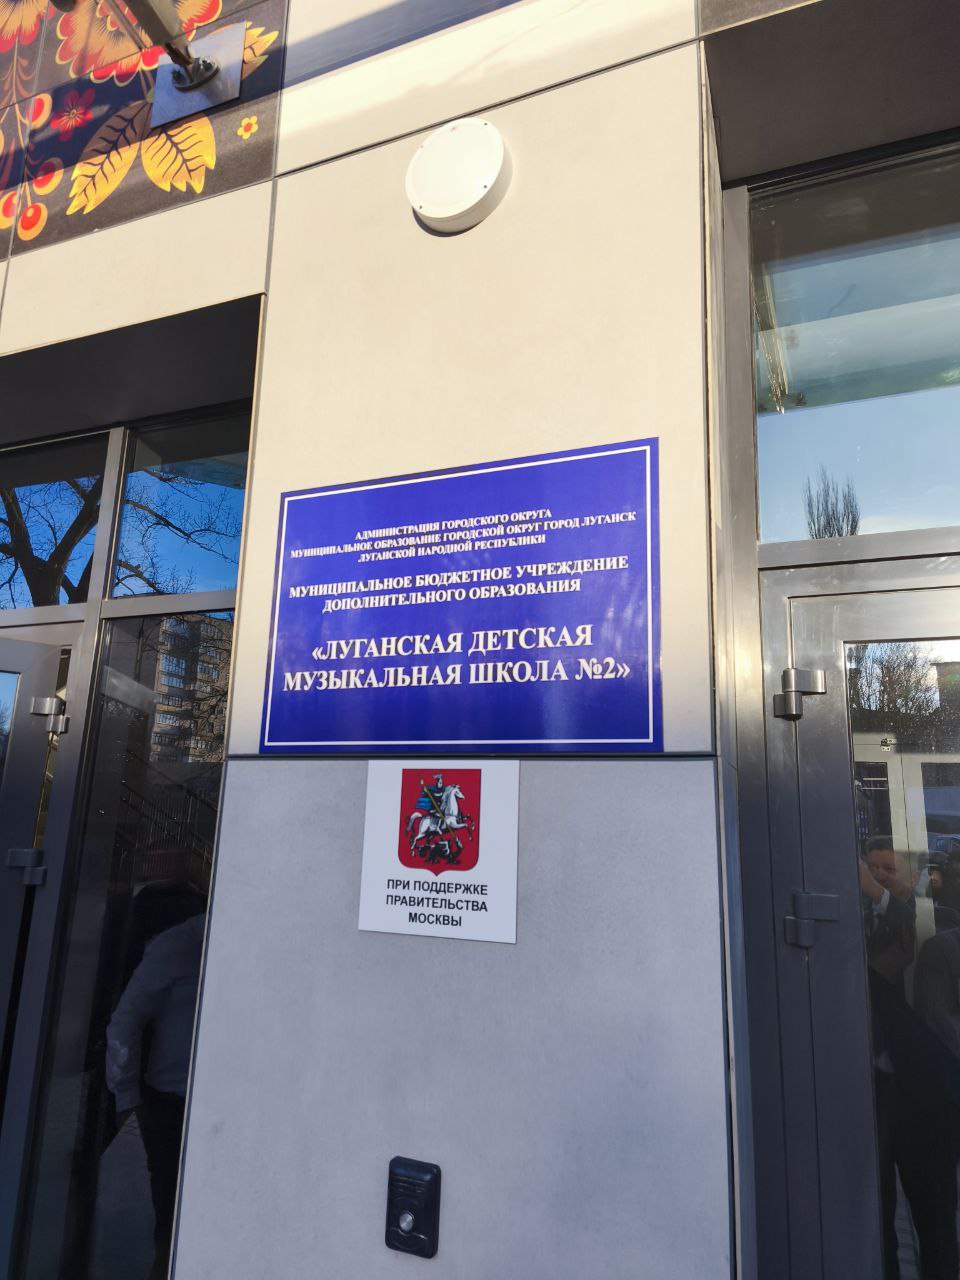 АДМИНИСТРАЦИЯ ГОРОДСКОГО ОКРУГА
МУНИЦИПАЛЬНОЕ ОБРАЗОВАНИЕ ГОРОДСКОЙ ОКРУГ ГОРОД ЛУГАНСК
ЛУГАНСКОЙ НАРОДНОЙ РЕСПУБЛИКИ
МУНИЦИПАЛЬНОЕ БЮДЖЕТНОЕ УЧРЕЖДЕНИЕ
ДОПОЛНИТЕЛЬНОГО ОБРАЗОВАНИЯ
«ЛУГАНСКАЯ ДЕТСКАЯ
МУЗЫКАЛЬНАЯ ШКОЛА №2»
ПРИ ПОДДЕРЖКЕ
ПРАВИТЕЛЬСТВА
МОСКВЫ